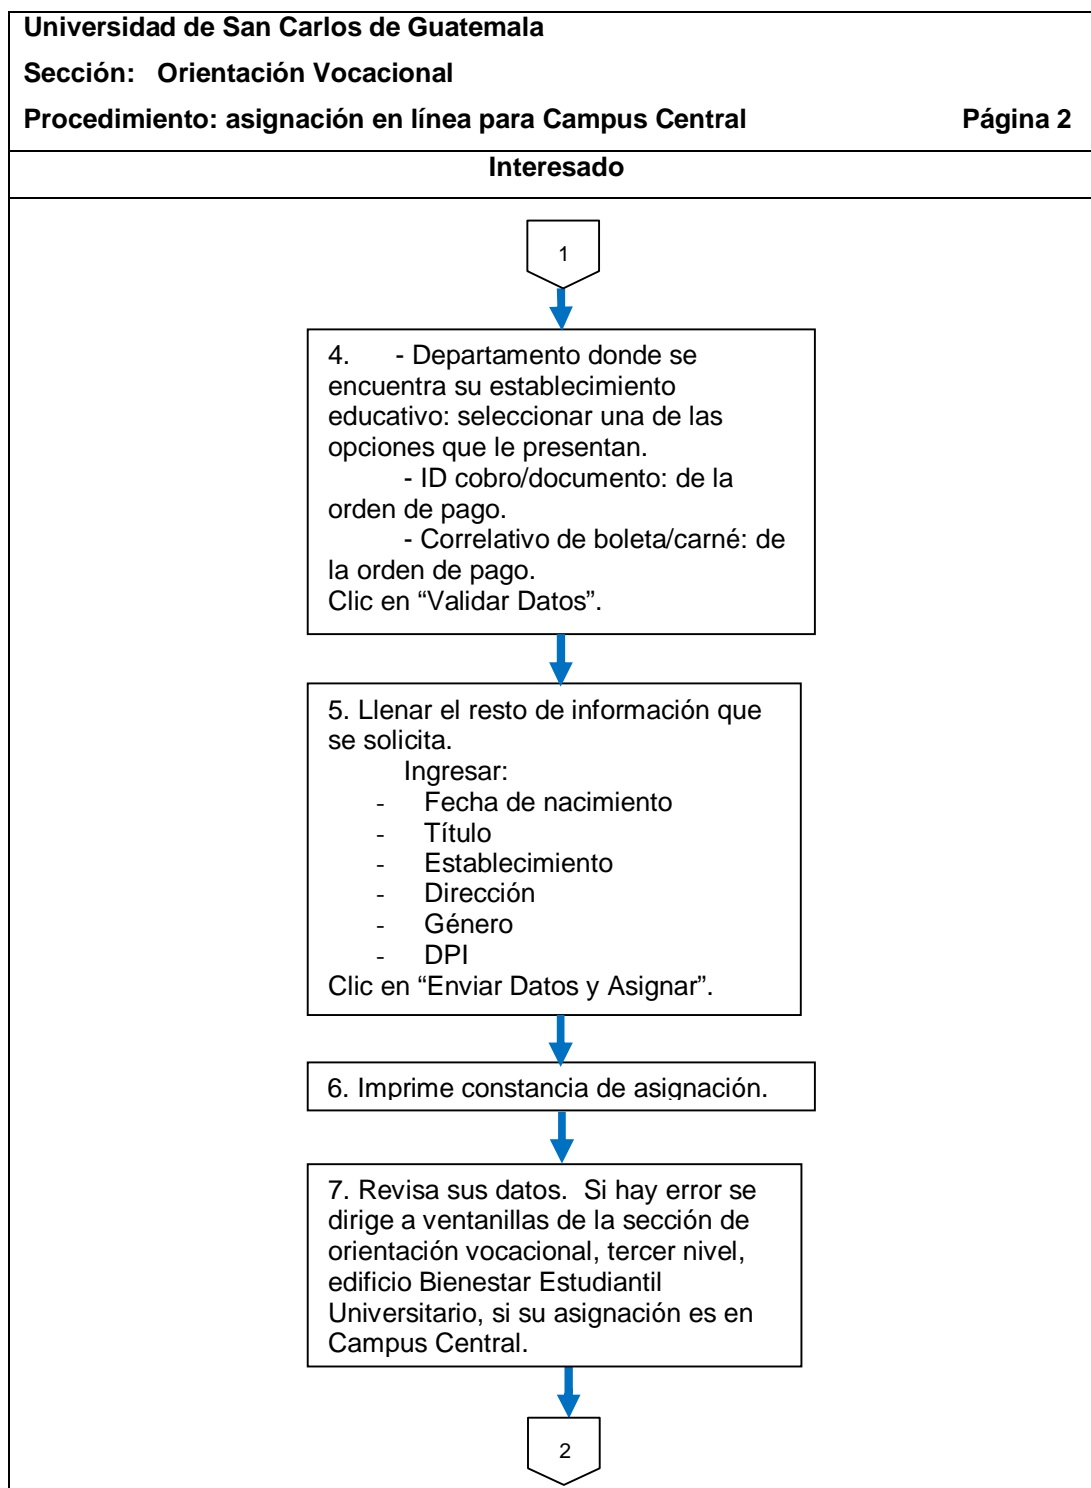 Universidad de San Carlos de Guatemala
Sección: Orientación Vocacional
Procedimiento: asignación en línea para Campus Central Página 2
Interesado
1
4. - Departamento donde se
encuentra su establecimiento
educativo: seleccionar una de las
opciones que le presentan.
- ID cobro/documento: de la
orden de pago.
- Correlativo de boleta/carné: de
la orden de pago.
Clic en “Validar Datos”.
5. Llenar el resto de información que
se solicita.
Ingresar:
- Fecha de nacimiento
- Título
- Establecimiento
- Dirección
- Género
- DPI
Clic en “Enviar Datos y Asignar”.
6. Imprime constancia de asignación.
7. Revisa sus datos. Si hay error se
dirige a ventanillas de la sección de
orientación vocacional, tercer nivel,
edificio Bienestar Estudiantil
Universitario, si su asignación es en
Campus Central.
2